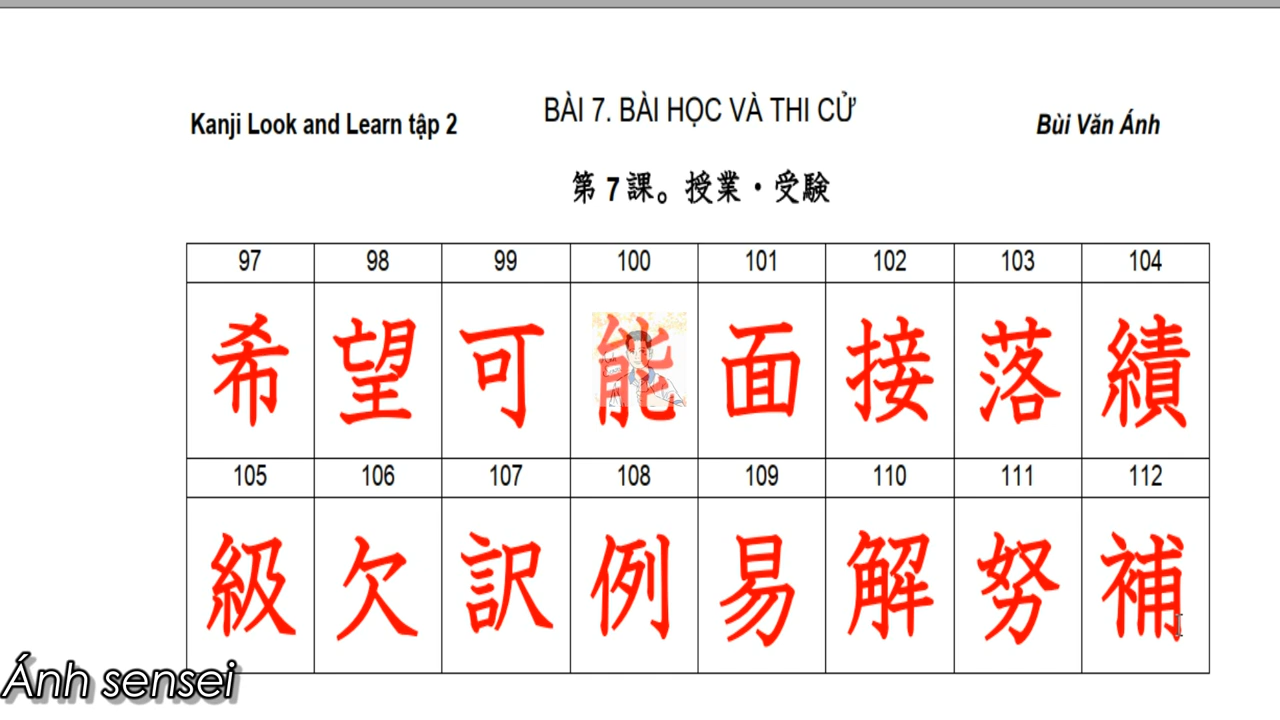 BÀI 7. BÀI HỌC VÀ THI CỬ
Kanji Look and Learn tập 2
Bùi Văn Ánh
第 7 課。授業・受験
97 98 99 100 101 102 103 104
希 望 可 能 面 接 落 績
105 106 107 108 109 110 111 112
級 欠 訳 例 易 解 努 補
Ánh sensei